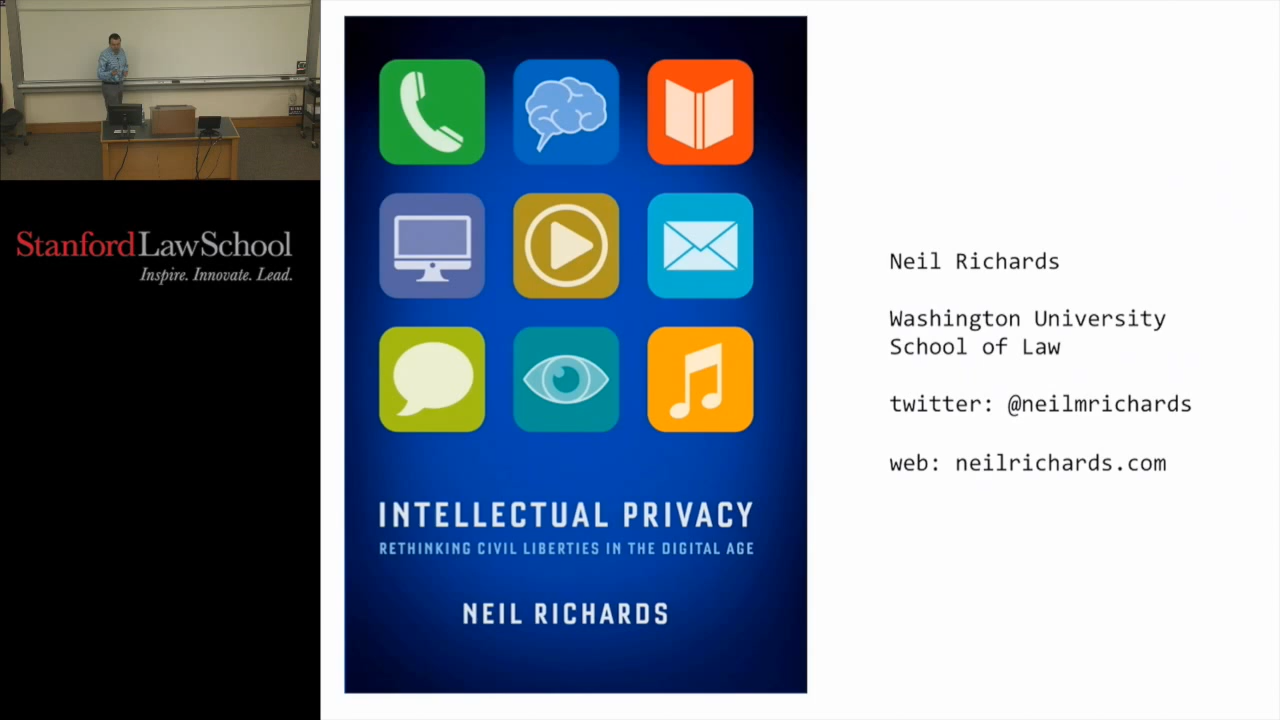 StanfordLawSchool
Inspire. Innovate. Lead.
INTELLECTUAL PRIVACY
RETHINKING CIVIL LIBERTIES IN THE DIGITAL AGE
NEIL RICHARDS
Neil Richards
Washington University
School of Law
twitter: @neilmrichards
web: neilrichards.com